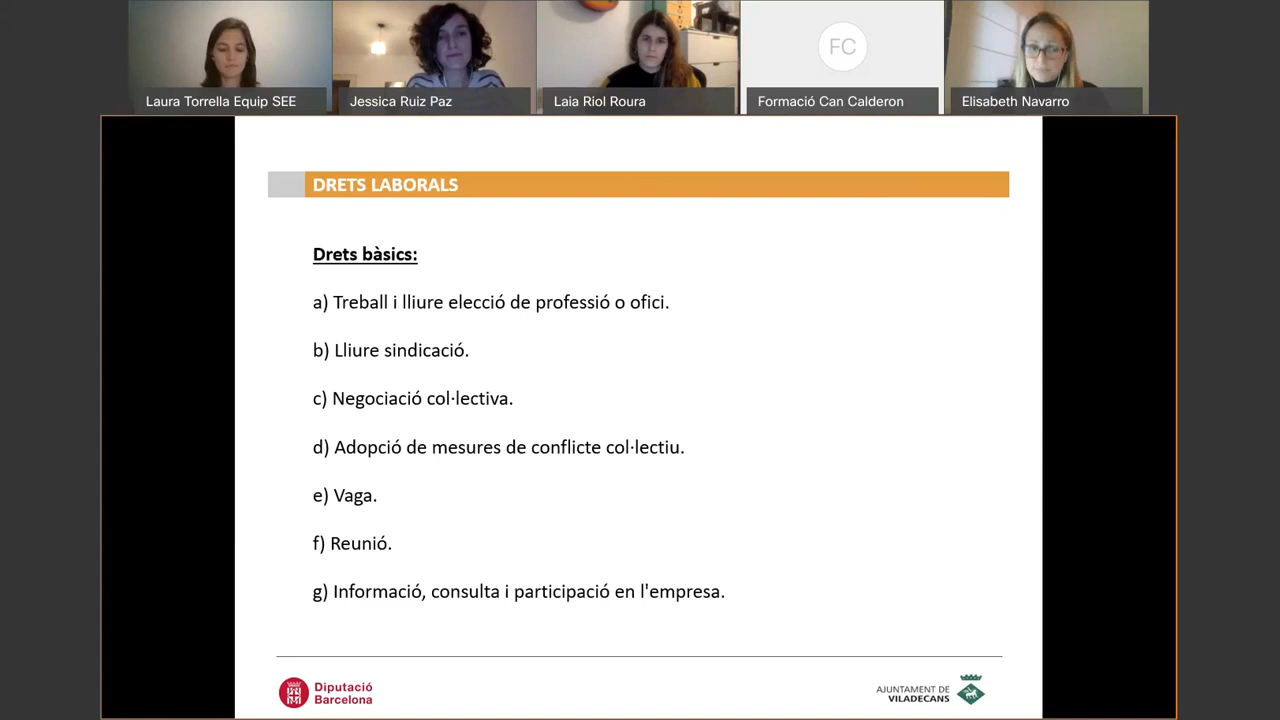 FC
Laura Torrella Equip SEE
Jessica Ruiz Paz
Laia Riol Roura
Formació Can Calderon
Elisabeth Navarro
DRETS LABORALS
Drets bàsics:
a) Treball i lliure elecció de professió o ofici.
b) Lliure sindicació.
c) Negociació col·lectiva.
d) Adopció de mesures de conflicte col·lectiu.
e) Vaga.
f) Reunió.
g) Informació, consulta i participació en l'empresa.
Diputació
Barcelona
AJUNTAMENT DE
VILADECANS